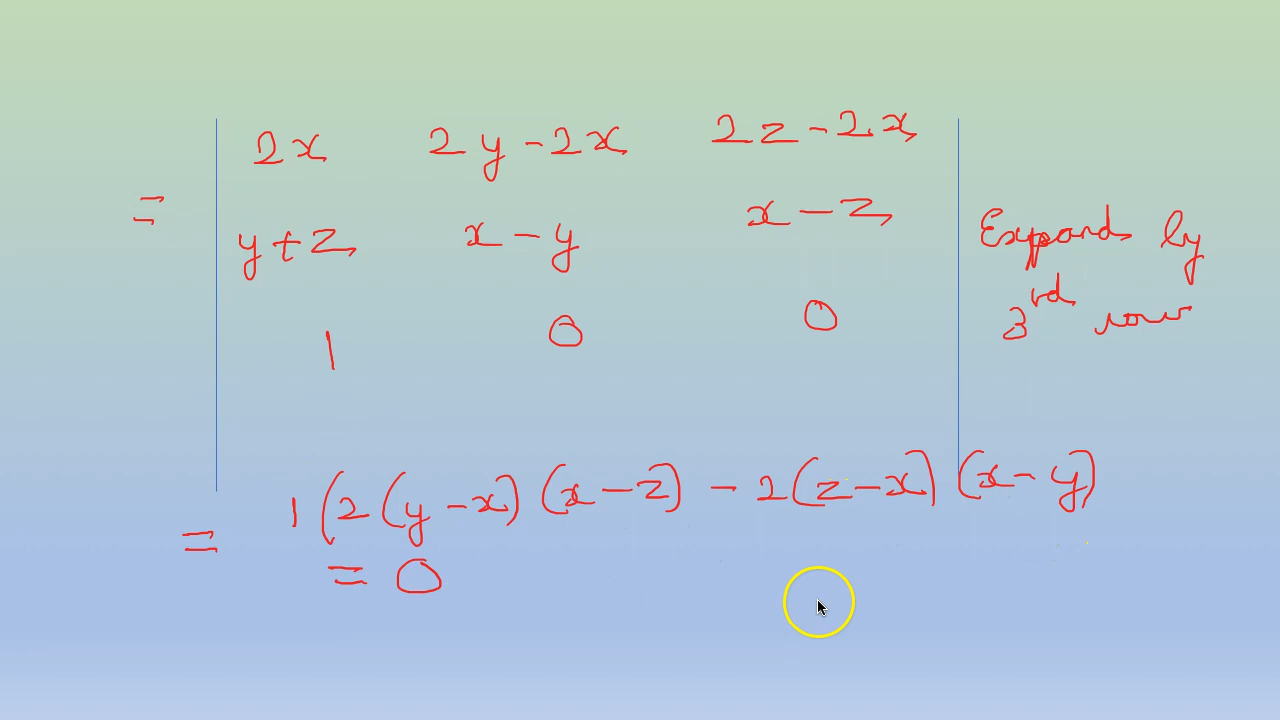 2x 2y-2x 2z-2x
= y+z x-y x-z Expand by
1 0 0 3rd row
= 1(2(y-x)(x-z) - 2(z-x)(x-y)
= 0